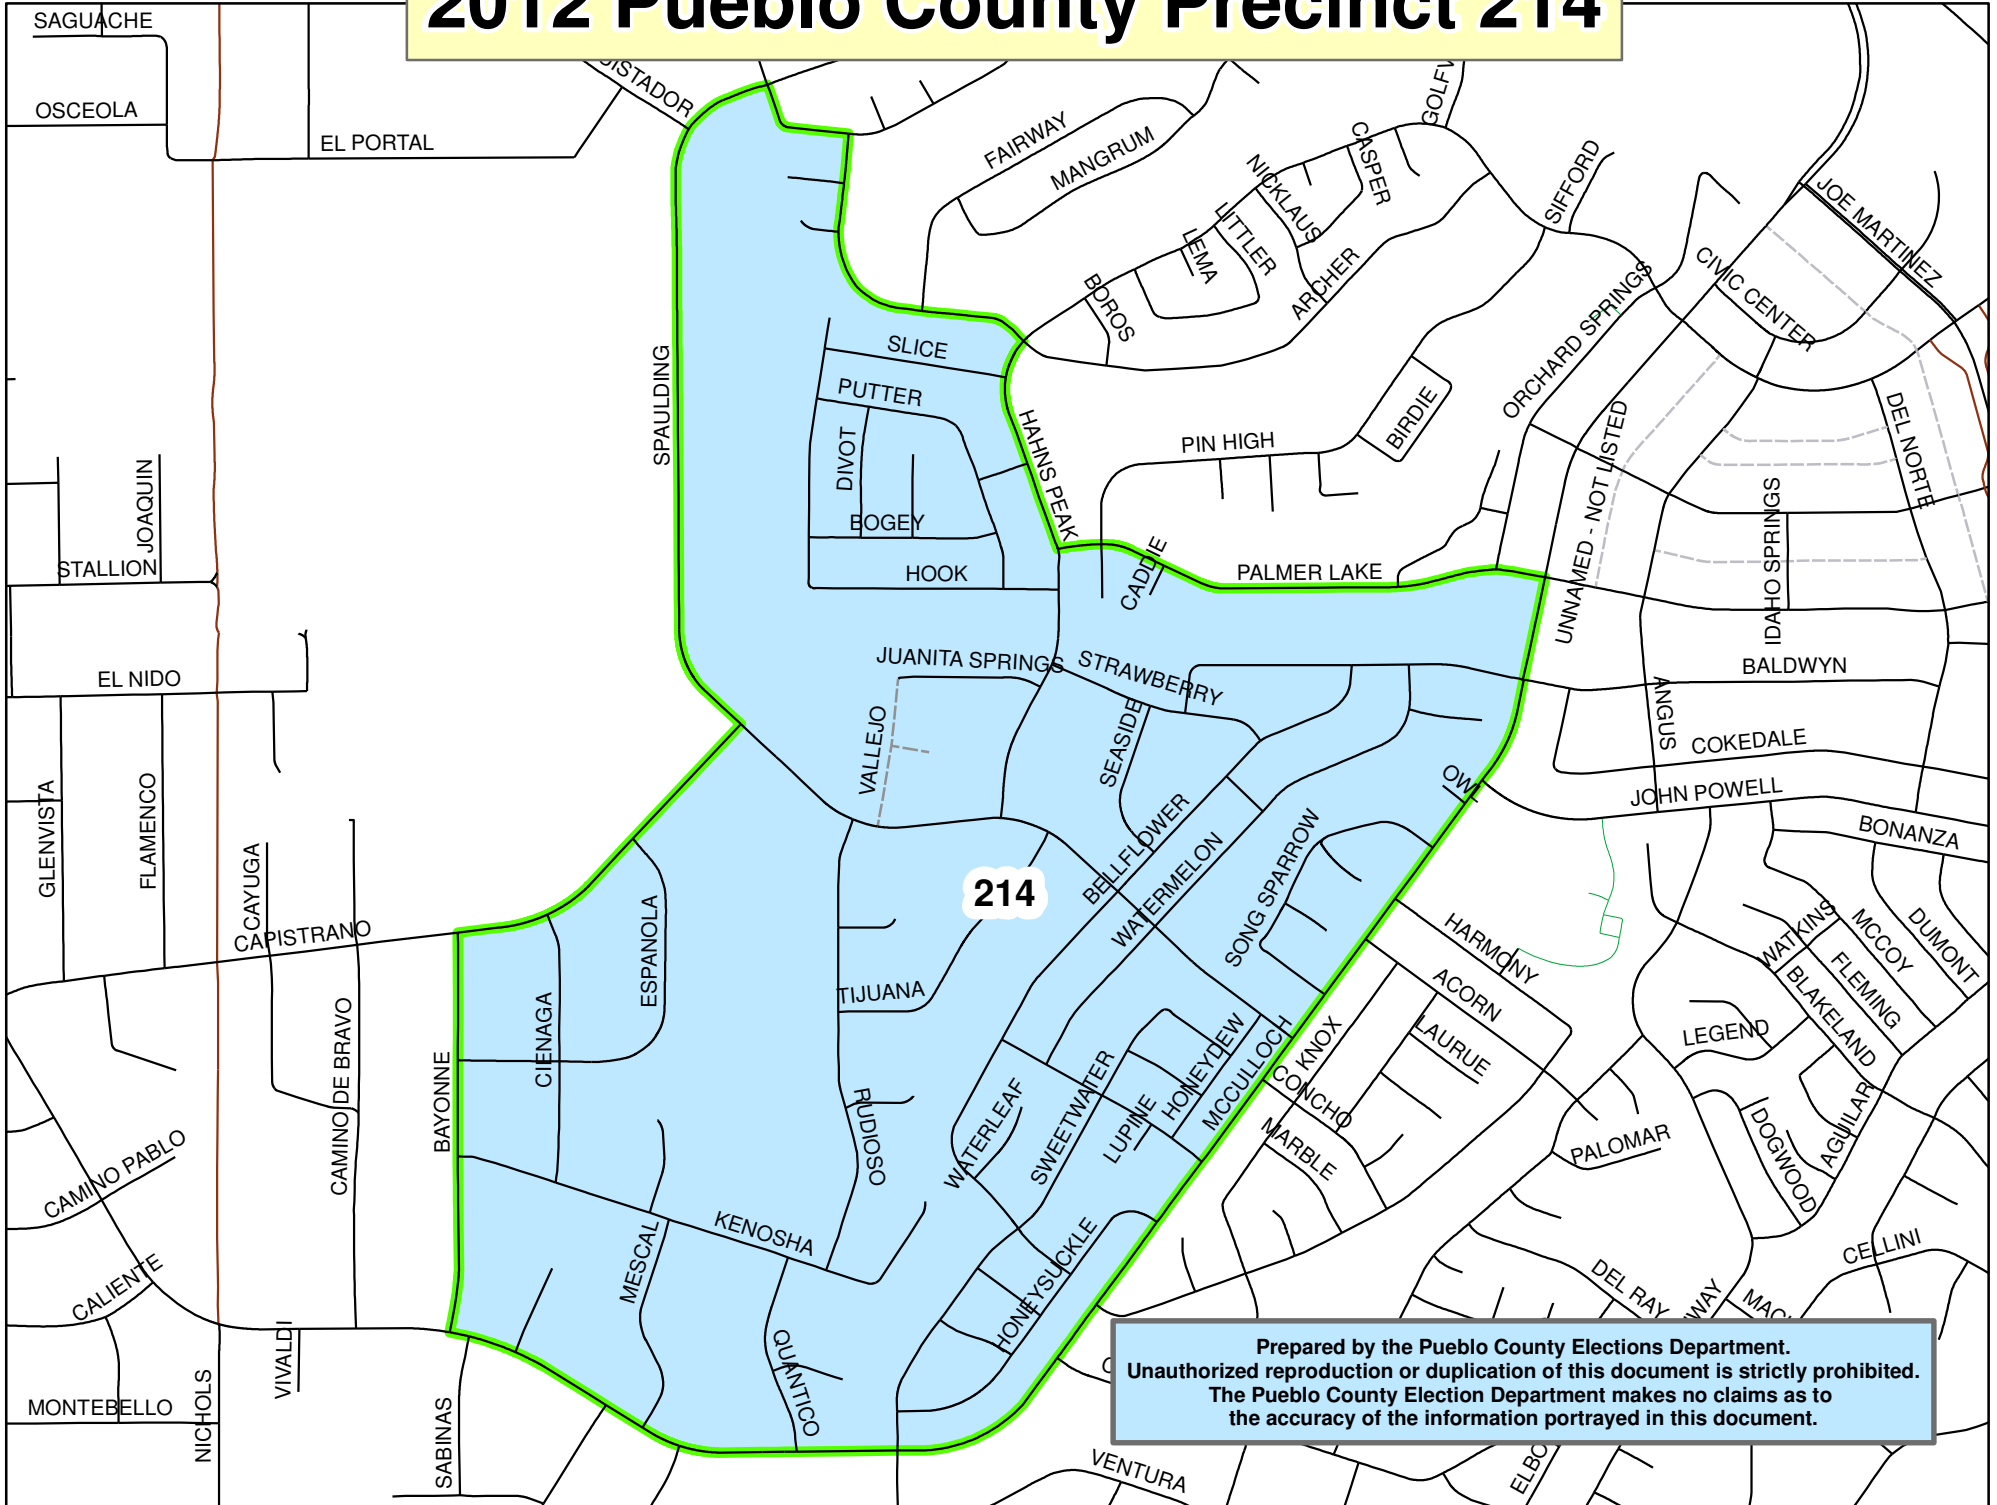 2012 Pueblo County Precinct 214
SAGUACHE
OSCEOLA
EL PORTAL
FAIRWAY
MANGRUM
CASPER
NICKLAUS
LITTLER
LEMA
BOROS
ARCHER
SIFFORD
JOE MARTINEZ
CIVIC CENTER
ORCHARD SPRINGS
SPAULDING
SLICE
PUTTER
DIVOT
BOGEY
HOOK
HAHNS PEAK
PIN HIGH
BIRDIE
CADDIE
PALMER LAKE
UNNAMED - NOT LISTED
DEL NORTE
IDAHO SPRINGS
JOAQUIN
STALLION
EL NIDO
JUANITA SPRINGS
STRAWBERRY
BALDWYN
ANGUS
COKEDALE
VALLEJO
SEASIDE
OWL
JOHN POWELL
BONANZA
GLENVISTA
FLAMENCO
CAYUGA
CAPISTRANO
ESPANOLA
214
BELLFLOWER
WATERMELON
SONG SPARROW
HARMONY
ACORN
WATKINS
MCCOY
DUMONT
FLEMING
BLAKELAND
LEGEND
TIJUANA
CIENAGA
CAMINO DE BRAVO
BAYONNE
RUDIOSO
WATERLEAF
SWEETWATER
LUPINE
HONEYDEW
MCCULLOCH
KNOX
CONCHO
LAURUE
MARBLE
PALOMAR
DOGWOOD
AGUILAR
CAMINO PABLO
CALIENTE
KENOSHA
MESCAL
HONEYSUCKLE
QUANTICO
DEL RAY
CELLINI
VIVALDI
MONTEBELLO
NICHOLS
SABINAS
VENTURA
Prepared by the Pueblo County Elections Department.
Unauthorized reproduction or duplication of this document is strictly prohibited.
The Pueblo County Election Department makes no claims as to
the accuracy of the information portrayed in this document.